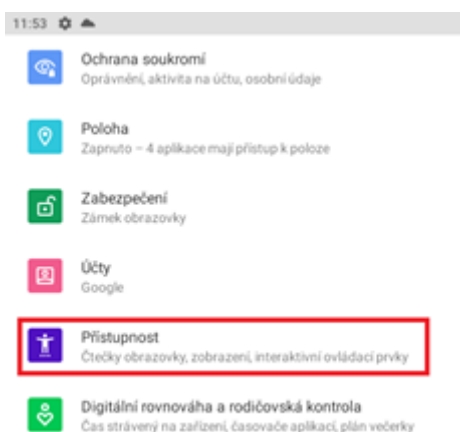 11:53
Ochrana soukromí
Oprávnění, aktivita na účtu, osobní údaje
Poloha
Zapnuto – 4 aplikace mají přístup k poloze
Zabezpečení
Zámek obrazovky
Účty
Google
Přístupnost
Čtečky obrazovky, zobrazení, interaktivní ovládací prvky
Digitální rovnováha a rodičovská kontrola
Čas strávený na zařízení, časovače aplikací, plán večerky